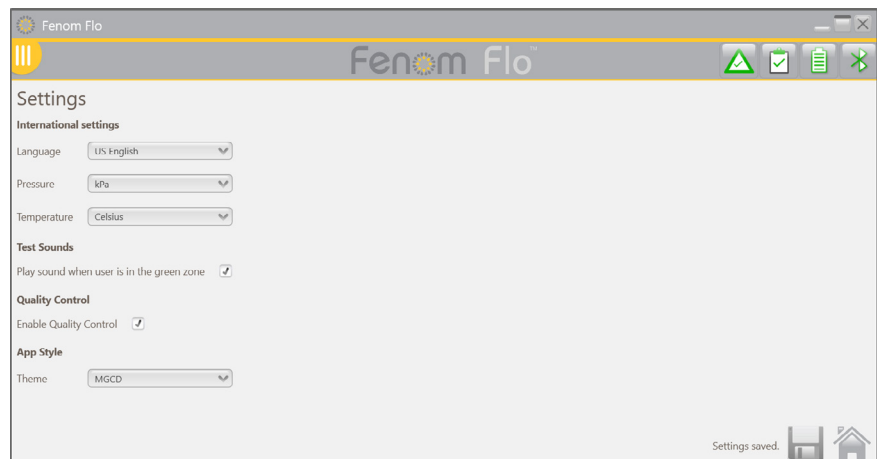 Fenom Flo
Fenom Flo™
Settings
International settings
Language US English
Pressure kPa
Temperature Celsius
Test Sounds
Play sound when user is in the green zone
Quality Control
Enable Quality Control
App Style
Theme MGCD
Settings saved.